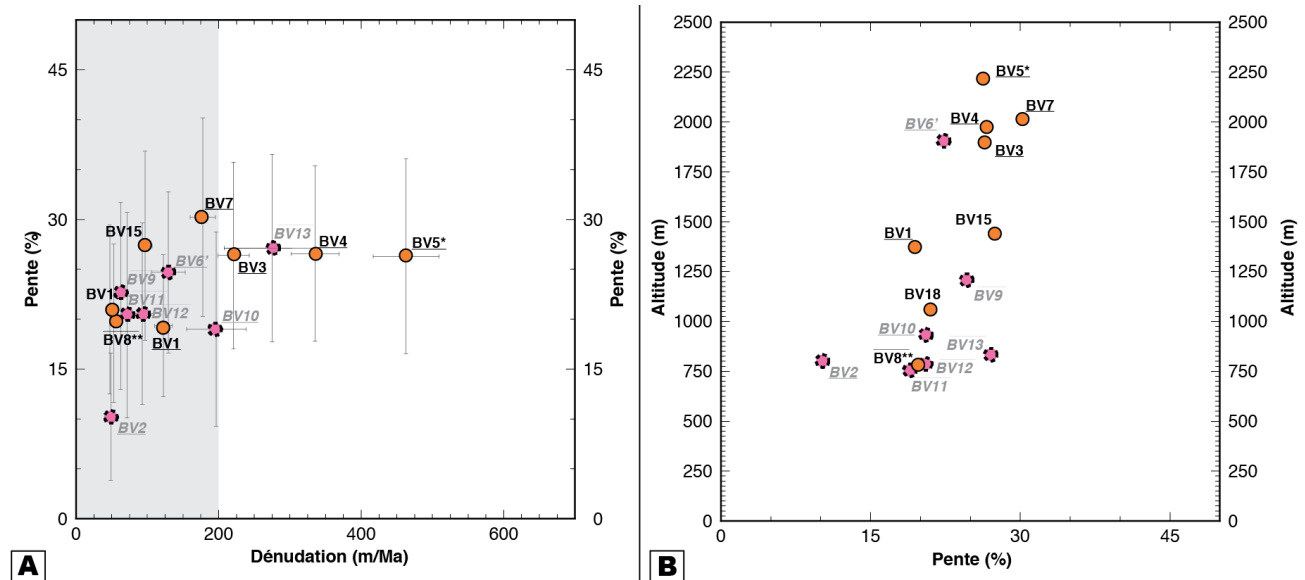 45
30
15
0
Pente (%)
BV7
BV15
BV13
BV4
BV5*
BV3
BV6'
BV9
BV1
BV11
BV12
BV10
BV8**
BV1
BV2
45
30
15
0
Pente (%)
0
200
400
600
Dénudation (m/Ma)
A
2500
2250
2000
1750
1500
1250
1000
750
500
250
0
Altitude (m)
BV5*
BV7
BV6'
BV4
BV3
BV15
BV1
BV9
BV18
BV10
BV13
BV8**
BV12
BV2
BV11
2500
2250
2000
1750
1500
1250
1000
750
500
250
0
Altitude (m)
0
15
30
45
Pente (%)
B